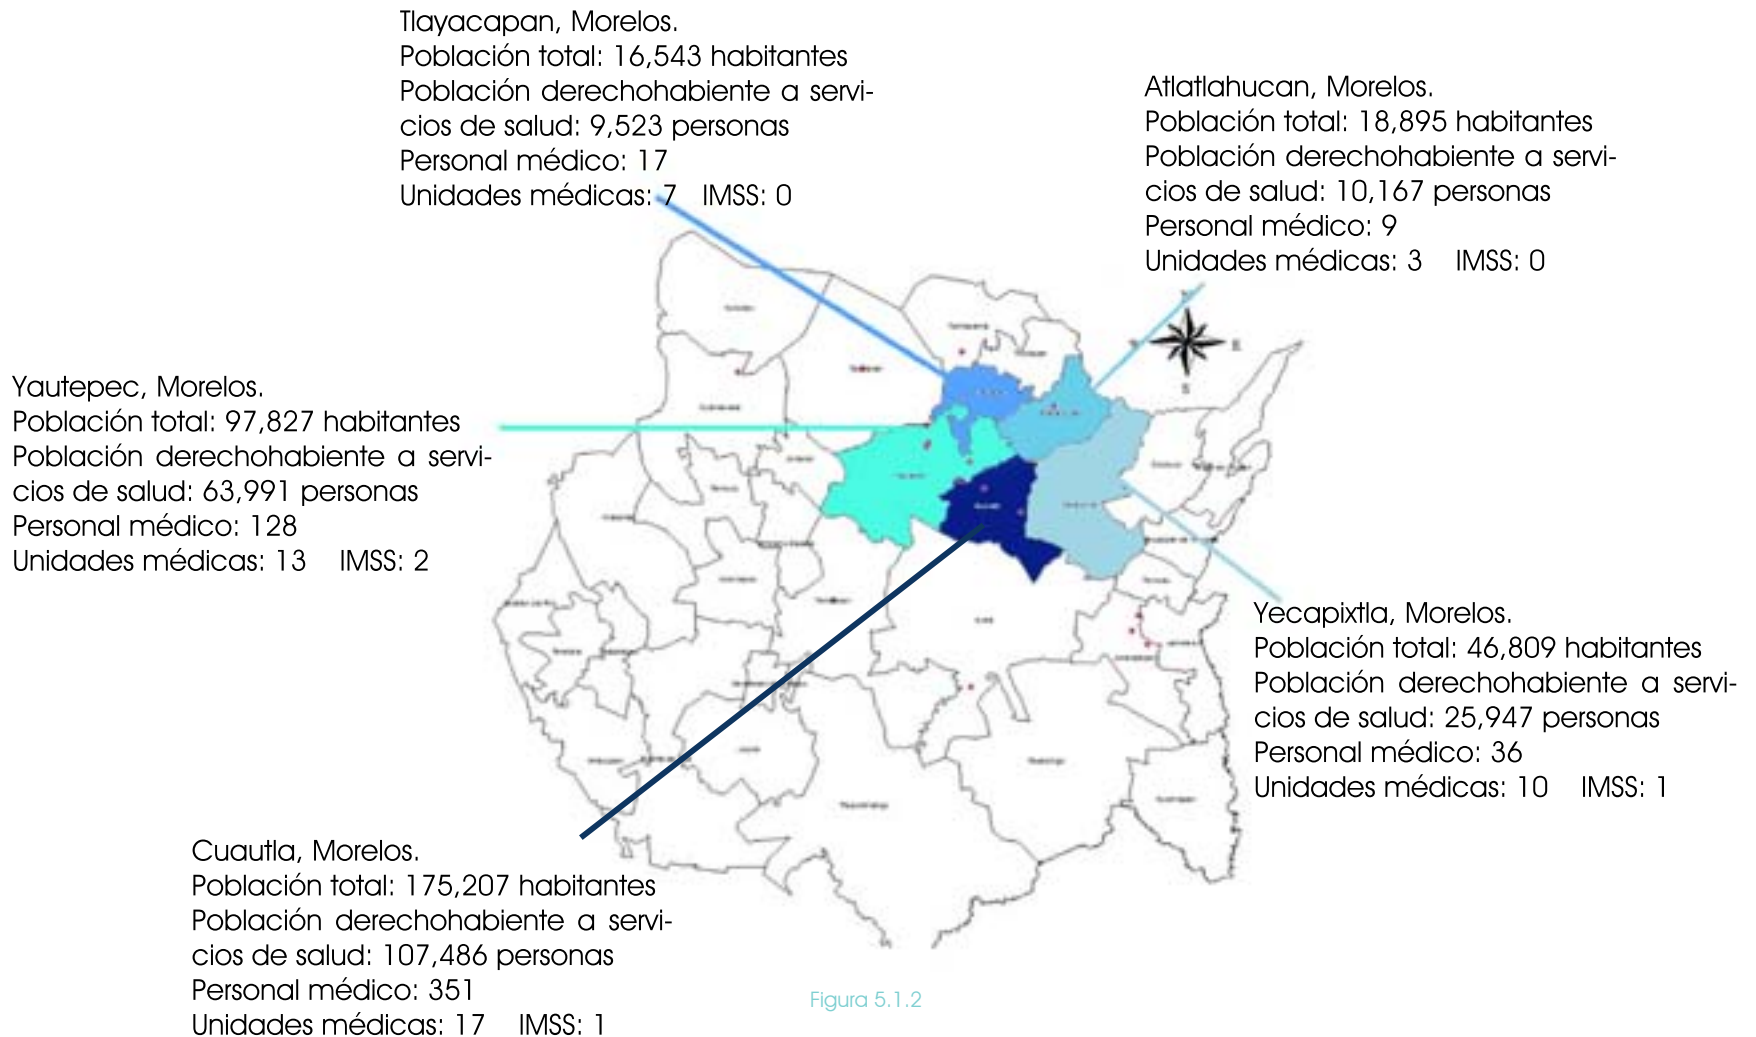 Tlayacapan, Morelos.
Población total: 16,543 habitantes
Población derechohabiente a servi-
cios de salud: 9,523 personas
Personal médico: 17
Unidades médicas: 7 IMSS: 0
Atlatlahucan, Morelos.
Población total: 18,895 habitantes
Población derechohabiente a servi-
cios de salud: 10,167 personas
Personal médico: 9
Unidades médicas: 3 IMSS: 0
Yautepec, Morelos.
Población total: 97,827 habitantes
Población derechohabiente a servi-
cios de salud: 63,991 personas
Personal médico: 128
Unidades médicas: 13 IMSS: 2
Yecapixtla, Morelos.
Población total: 46,809 habitantes
Población derechohabiente a servi-
cios de salud: 25,947 personas
Personal médico: 36
Unidades médicas: 10 IMSS: 1
Cuautla, Morelos.
Población total: 175,207 habitantes
Población derechohabiente a servi-
cios de salud: 107,486 personas
Personal médico: 351
Unidades médicas: 17 IMSS: 1
Figura 5.1.2